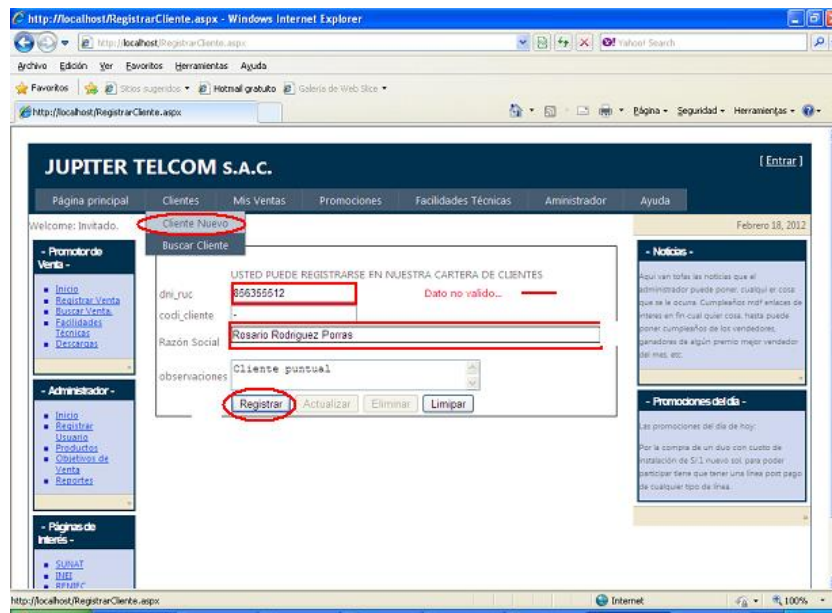 http://localhost/RegistrarCliente.aspx - Windows Internet Explorer
http://localhost/RegistrarCliente.aspx
Yahoo! Search
Archivo Edición Ver Favoritos Herramientas Ayuda
Favoritos Sitios sugeridos Hotmail gratuito Galería de Web Slice
http://localhost/RegistrarCliente.aspx
Página Seguridad Herramientas
JUPITER TELCOM S.A.C.
[ Entrar ]
Página principal Clientes Mis Ventas Promociones Facilidades Técnicas Aministrador Ayuda
Welcome: Invitado.
Cliente Nuevo
Buscar Cliente
Febrero 18, 2012
- Promotor de
Venta -
Inicio
Registrar Venta
Buscar Venta.
Facilidades
Técnicas
Descargas
- Administrador -
Inicio
Registrar
Usuario
Productos
Objetivos de
Venta
Reportes
- Páginas de
Interés -
SUNAT
INEI
RENIEC
USTED PUEDE REGISTRARSE EN NUESTRA CARTERA DE CLIENTES
dni_ruc 856355512 Dato no valido...
codi_cliente -
Razón Social Rosario Rodriguez Porras
observaciones Cliente puntual
Registrar Actualizar Eliminar Limipar
- Noticias -
Aqui van tofas las noticias que el
administrador puede poner, cualqui er cosa
que se le ocurra. Cumpleaños mdf enlaces de
interes en fin cual quier cosa, hasta puede
poner cumpleaños de los vendedores,
ganadores de algún premio mejor vendedor
del mes, etc.
- Promociones del día -
Las promociones del día de hoy:
Por la compra de un duo con custo de
instalación de S/.1 nuevo sol, para poder
participar tiene que tener una línea post pago
de cualquier tipo de línea.
http://localhost/RegistrarCliente.aspx
Internet
100%